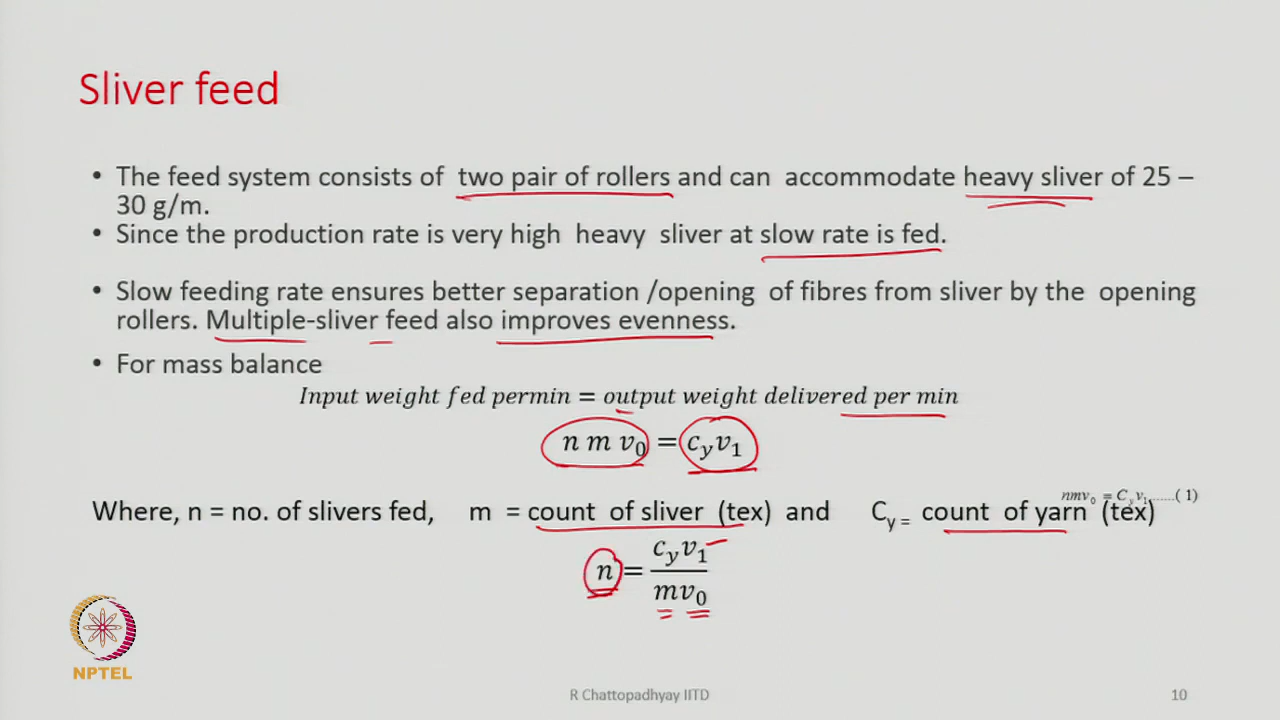 Sliver feed
• The feed system consists of two pair of rollers and can accommodate heavy sliver of 25 –
30 g/m.
• Since the production rate is very high heavy sliver at slow rate is fed.
• Slow feeding rate ensures better separation /opening of fibres from sliver by the opening
rollers. Multiple-sliver feed also improves evenness.
• For mass balance
Input weight fed permin = output weight delivered per min
n m v₀ = c_y v₁
nmv₀ = C_y v₁.......( 1)
Where, n = no. of slivers fed, m = count of sliver (tex) and C_y = count of yarn (tex)
n = c_y v₁ / m v₀
NPTEL
R Chattopadhyay IITD
10